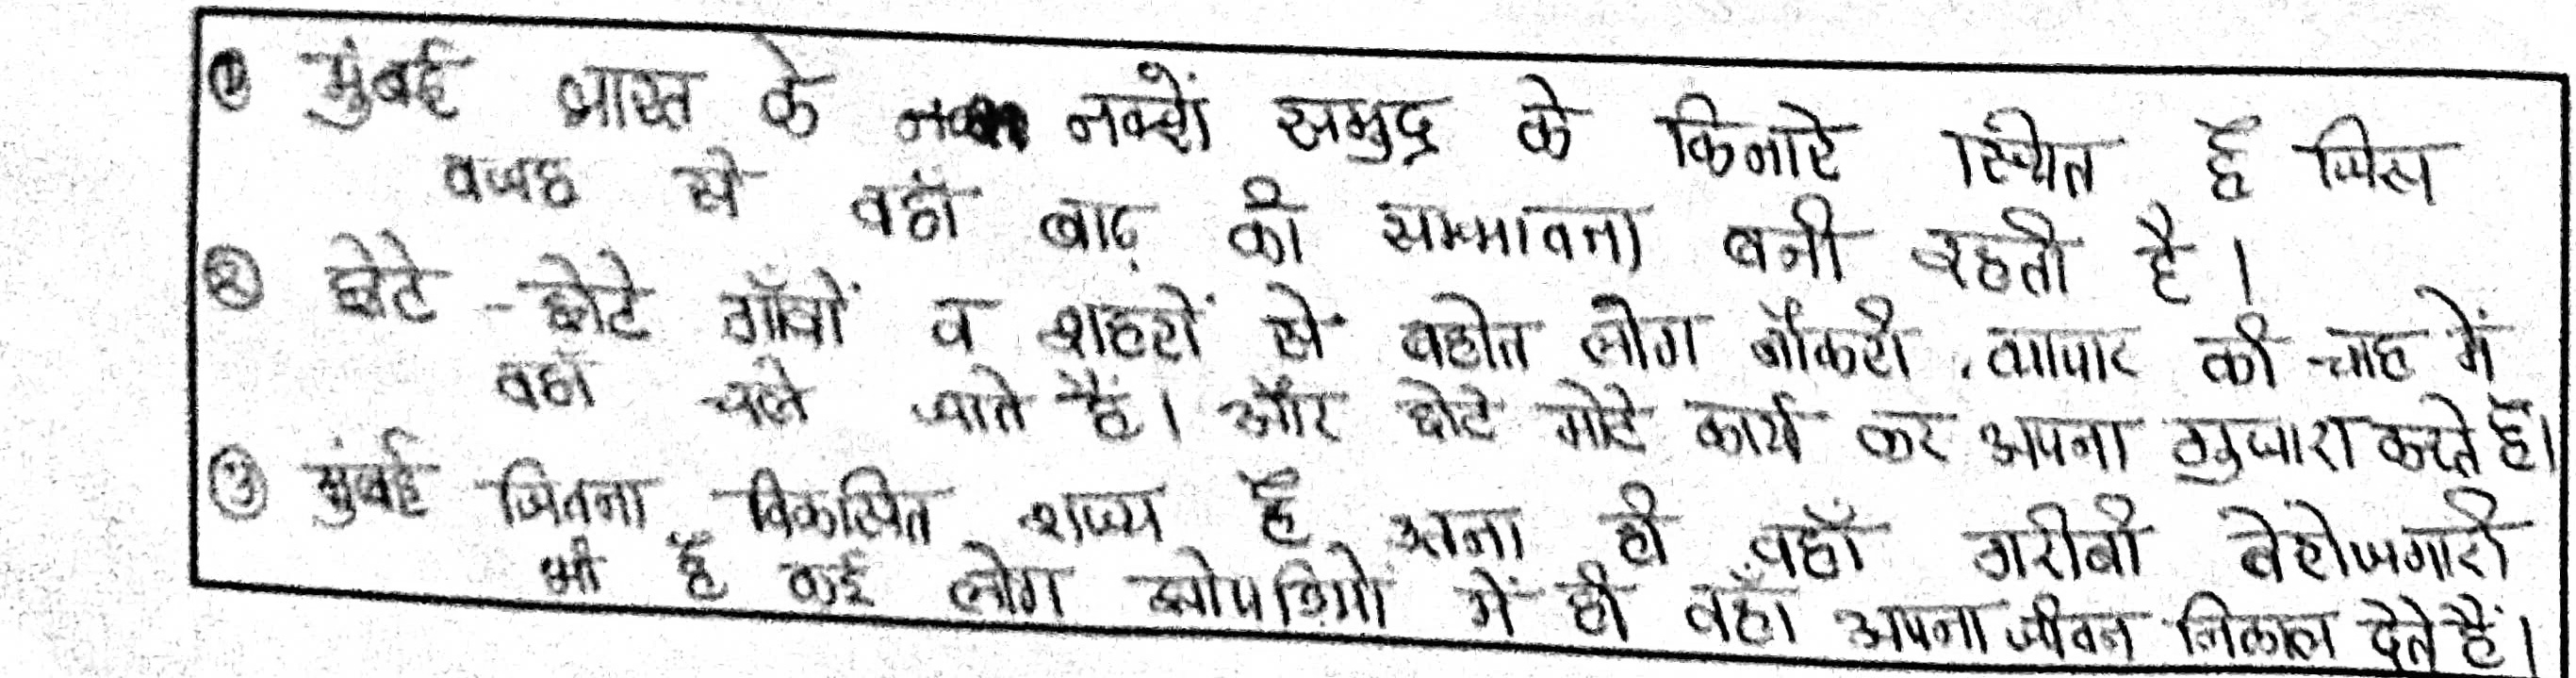 ① मुंबई भारत के नक्शें समुद्र के किनारे स्थित हैं जिस
वजह से वहाँ बाढ़ की सम्भावना बनी रहती है।
② छोटे -छोटे गाँवों व शहरों से बहोत लोग नौकरी, व्यापार की चाह में
वहाँ चले जाते हैं। और छोटे मोटे कार्य कर अपना गुजारा करते हैं।
③ मुंबई जितना विकसित राज्य हैं उतना ही वहाँ गरीबी बेरोजगारी
भी हैं कई लोग झोपड़ियों में ही वहाँ अपना जीवन निकाल देते हैं।